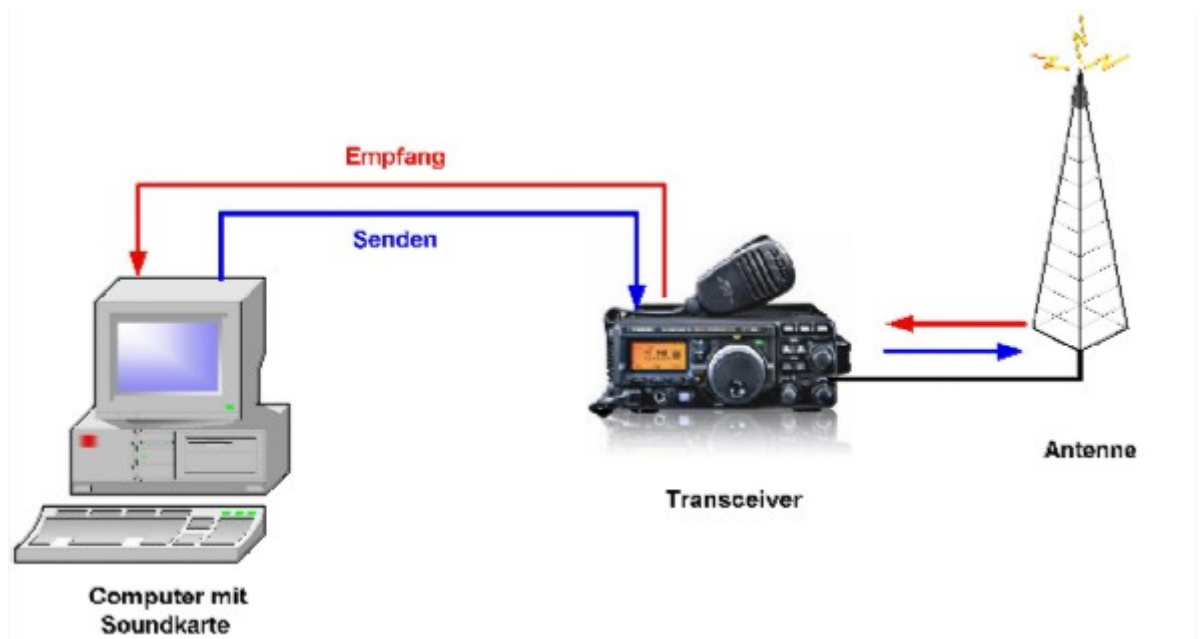 Empfang
Senden
Antenne
Transceiver
Computer mit
Soundkarte